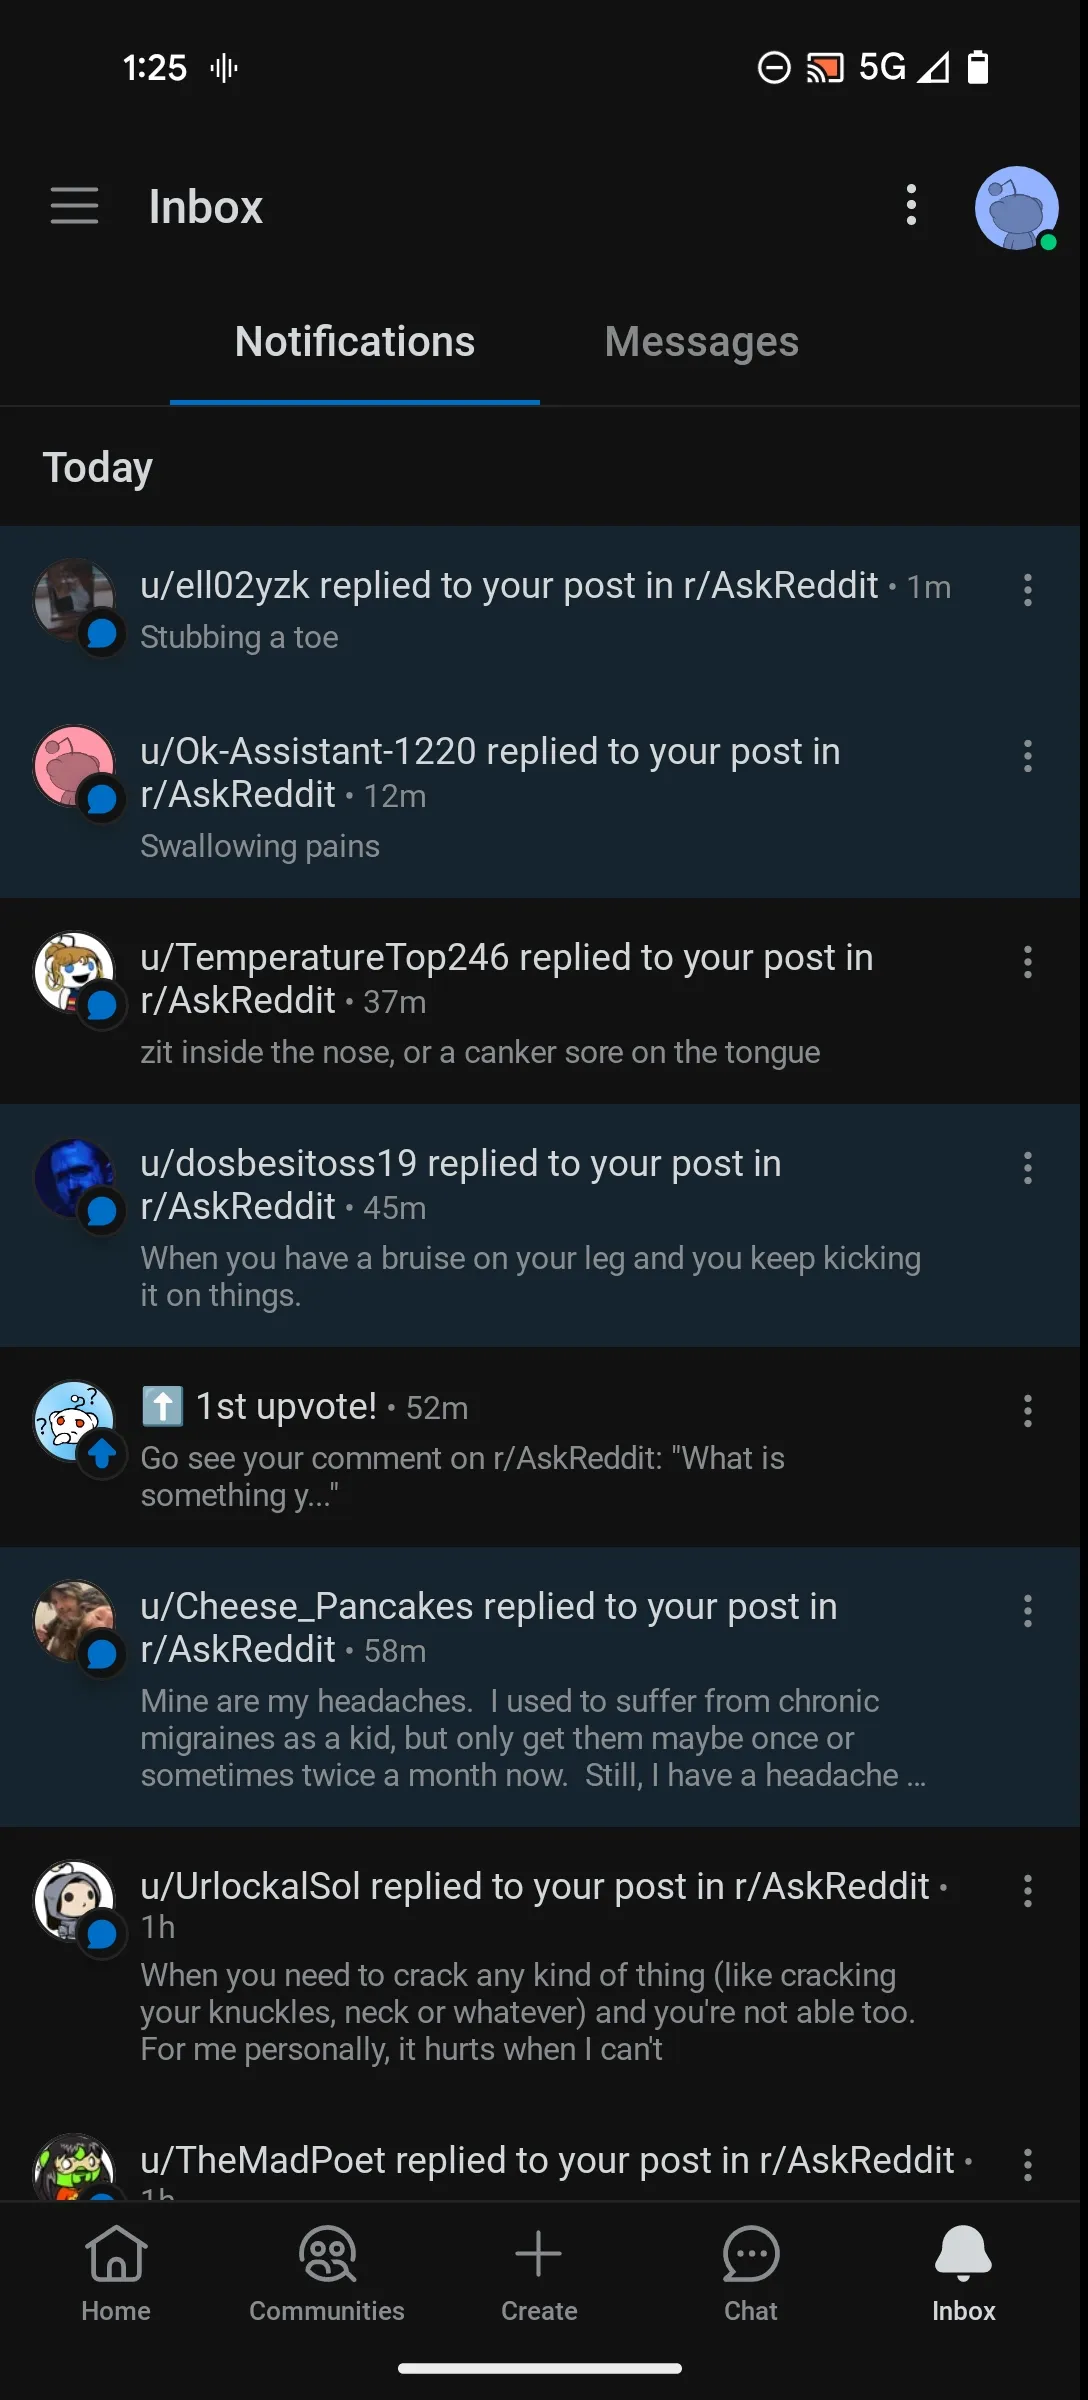 1:25
5G
Inbox
Notifications
Messages
Today
u/ell02yzk replied to your post in r/AskReddit • 1m
Stubbing a toe
u/Ok-Assistant-1220 replied to your post in
r/AskReddit • 12m
Swallowing pains
u/TemperatureTop246 replied to your post in
r/AskReddit • 37m
zit inside the nose, or a canker sore on the tongue
u/dosbesitoss19 replied to your post in
r/AskReddit • 45m
When you have a bruise on your leg and you keep kicking
it on things.
⬆️ 1st upvote! • 52m
Go see your comment on r/AskReddit: "What is
something y..."
u/Cheese_Pancakes replied to your post in
r/AskReddit • 58m
Mine are my headaches.  I used to suffer from chronic
migraines as a kid, but only get them maybe once or
sometimes twice a month now.  Still, I have a headache ...
u/UrlockalSol replied to your post in r/AskReddit •
1h
When you need to crack any kind of thing (like cracking
your knuckles, neck or whatever) and you're not able too.
For me personally, it hurts when I can't
u/TheMadPoet replied to your post in r/AskReddit •
1h
Home
Communities
Create
Chat
Inbox